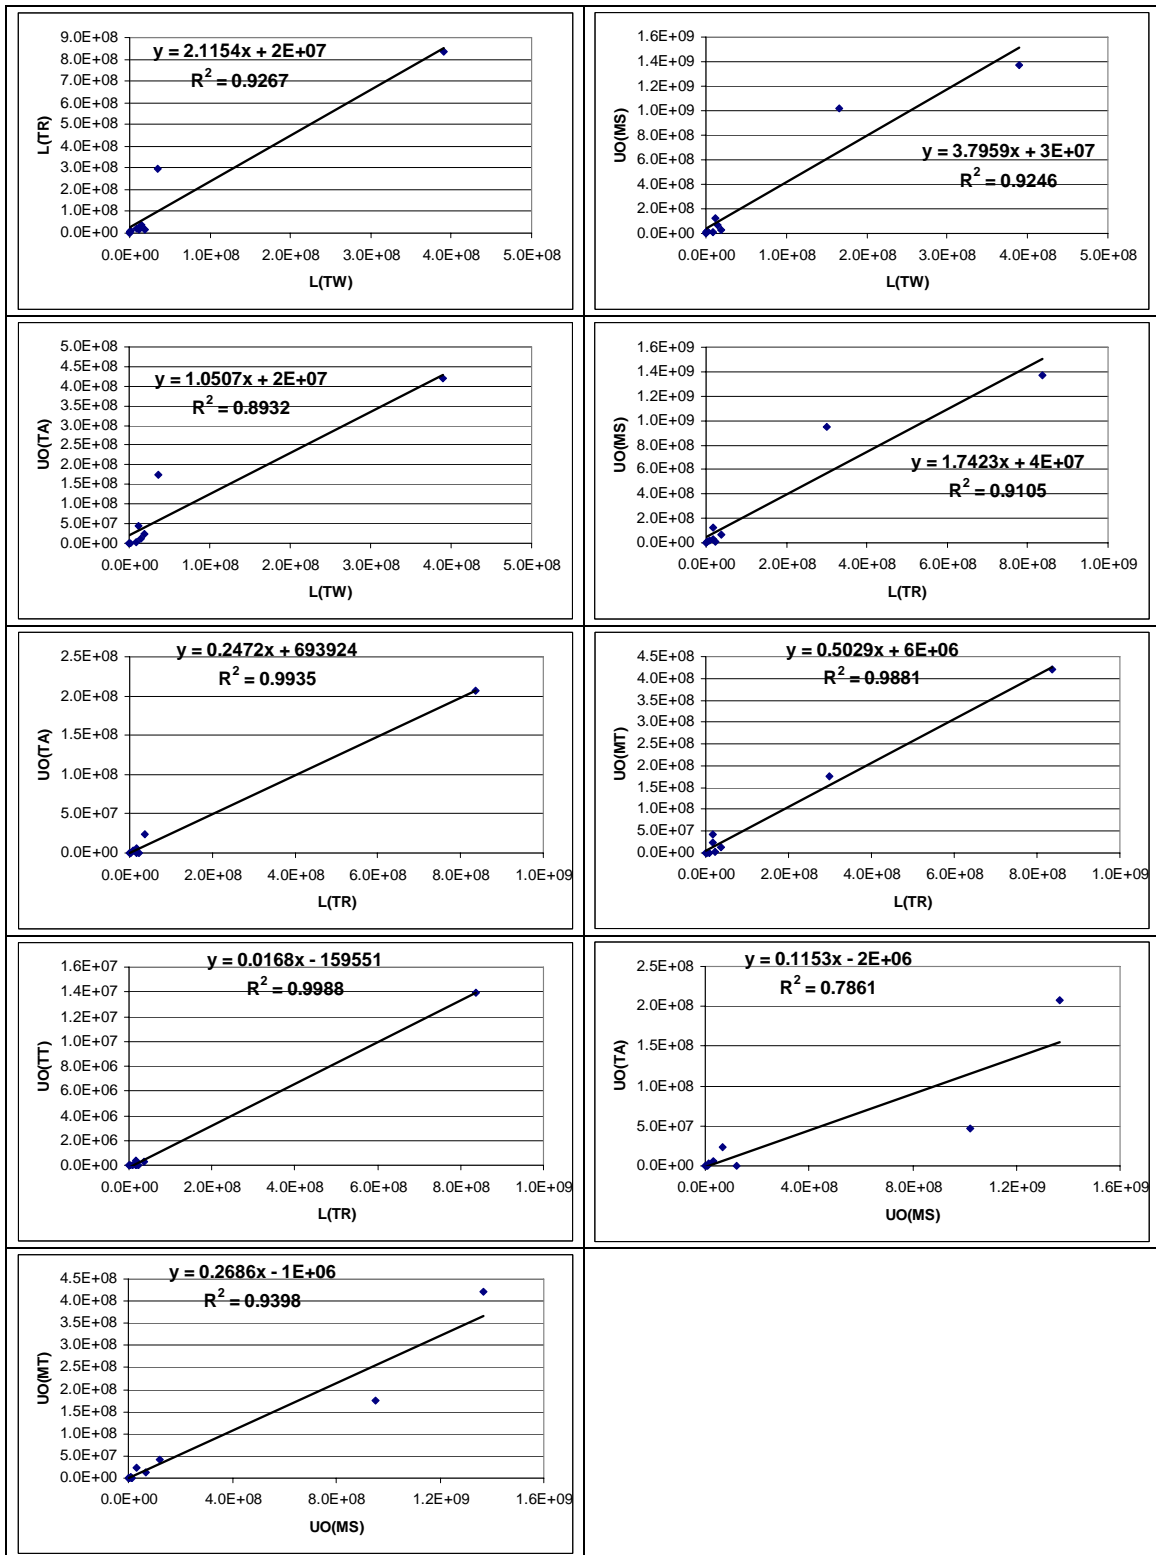 y = 2.1154x + 2E+07
R² = 0.9267
9.0E+08
8.0E+08
7.0E+08
6.0E+08
5.0E+08
4.0E+08
3.0E+08
2.0E+08
1.0E+08
0.0E+00
L(TR)
0.0E+00 1.0E+08 2.0E+08 3.0E+08 4.0E+08 5.0E+08
L(TW)
1.6E+09
1.4E+09
1.2E+09
1.0E+09
8.0E+08
6.0E+08
4.0E+08
2.0E+08
0.0E+00
UO(MS)
y = 3.7959x + 3E+07
R² = 0.9246
0.0E+00 1.0E+08 2.0E+08 3.0E+08 4.0E+08 5.0E+08
L(TW)
5.0E+08
4.5E+08
4.0E+08
3.5E+08
3.0E+08
2.5E+08
2.0E+08
1.5E+08
1.0E+08
5.0E+07
0.0E+00
UO(TA)
y = 1.0507x + 2E+07
R² = 0.8932
0.0E+00 1.0E+08 2.0E+08 3.0E+08 4.0E+08 5.0E+08
L(TW)
1.6E+09
1.4E+09
1.2E+09
1.0E+09
8.0E+08
6.0E+08
4.0E+08
2.0E+08
0.0E+00
UO(MS)
y = 1.7423x + 4E+07
R² = 0.9105
0.0E+00 2.0E+08 4.0E+08 6.0E+08 8.0E+08 1.0E+09
L(TR)
y = 0.2472x + 693924
R² = 0.9935
2.5E+08
2.0E+08
1.5E+08
1.0E+08
5.0E+07
0.0E+00
UO(TA)
0.0E+00 2.0E+08 4.0E+08 6.0E+08 8.0E+08 1.0E+09
L(TR)
y = 0.5029x + 6E+06
R² = 0.9881
4.5E+08
4.0E+08
3.5E+08
3.0E+08
2.5E+08
2.0E+08
1.5E+08
1.0E+08
5.0E+07
0.0E+00
UO(MT)
0.0E+00 2.0E+08 4.0E+08 6.0E+08 8.0E+08 1.0E+09
L(TR)
y = 0.0168x - 159551
R² = 0.9988
1.6E+07
1.4E+07
1.2E+07
1.0E+07
8.0E+06
6.0E+06
4.0E+06
2.0E+06
0.0E+00
UO(TT)
0.0E+00 2.0E+08 4.0E+08 6.0E+08 8.0E+08 1.0E+09
L(TR)
y = 0.1153x - 2E+06
R² = 0.7861
2.5E+08
2.0E+08
1.5E+08
1.0E+08
5.0E+07
0.0E+00
UO(TA)
0.0E+00 4.0E+08 8.0E+08 1.2E+09 1.6E+09
UO(MS)
y = 0.2686x - 1E+06
R² = 0.9398
4.5E+08
4.0E+08
3.5E+08
3.0E+08
2.5E+08
2.0E+08
1.5E+08
1.0E+08
5.0E+07
0.0E+00
UO(MT)
0.0E+00 4.0E+08 8.0E+08 1.2E+09 1.6E+09
UO(MS)